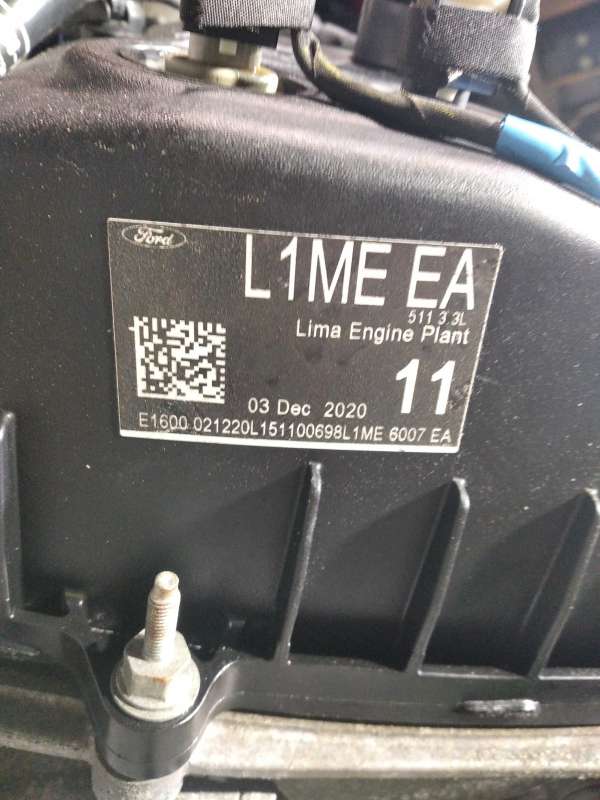 Ford
L1ME EA
511 3 3L
Lima Engine Plant
11
03 Dec 2020
E1600 021220L151100698L1ME 6007 EA